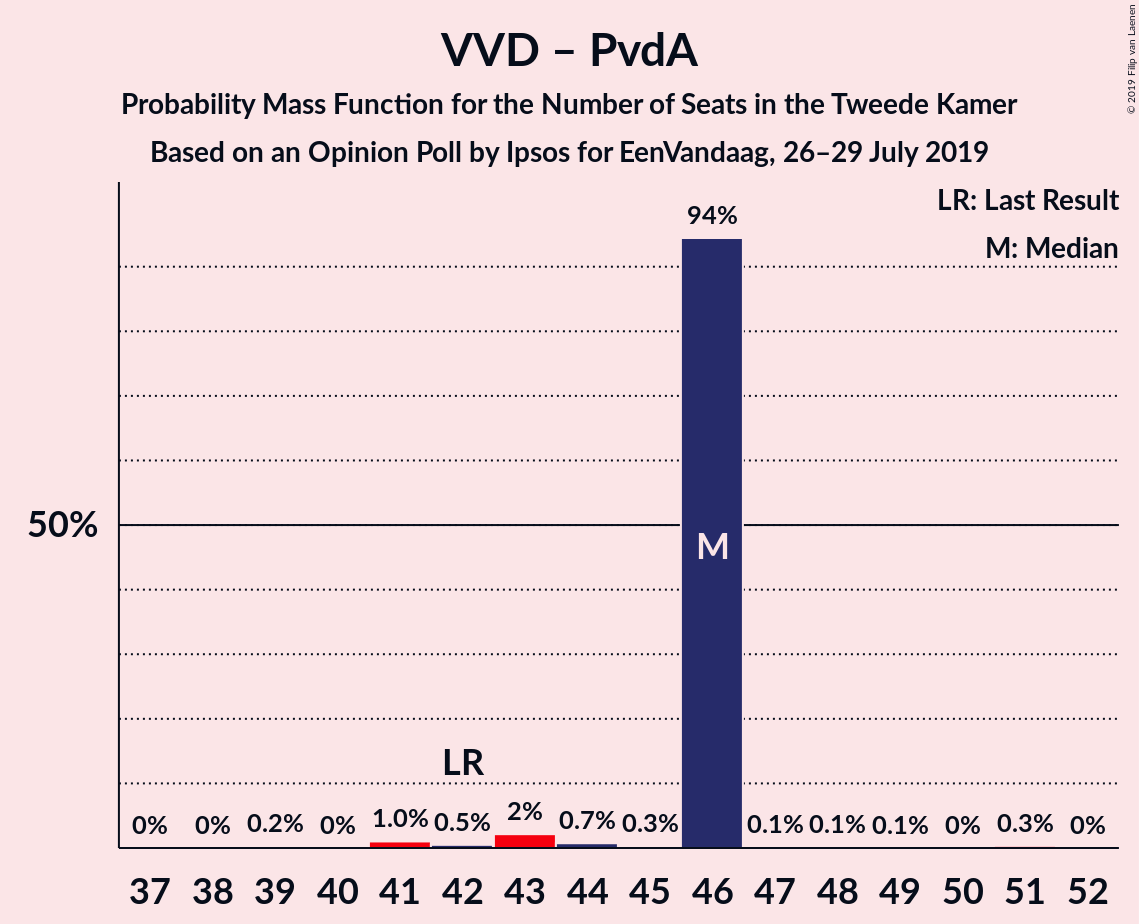 VVD – PvdA
Probability Mass Function for the Number of Seats in the Tweede Kamer
Based on an Opinion Poll by Ipsos for EenVandaag, 26–29 July 2019
© 2019 Filip van Laenen
LR: Last Result
M: Median
94%
50%
M
LR
0% 0% 0.2% 0% 1.0% 0.5% 2% 0.7% 0.3% 0.1% 0.1% 0.1% 0% 0.3% 0%
37 38 39 40 41 42 43 44 45 46 47 48 49 50 51 52